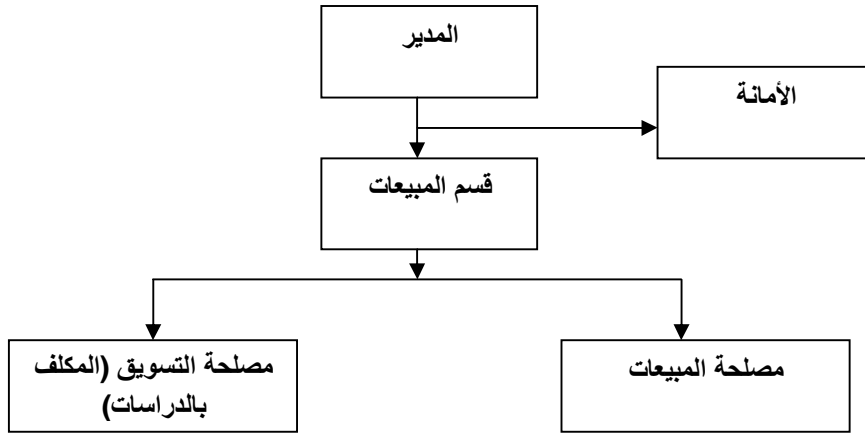 المدير
الأمانة
قسم المبيعات
مصلحة المبيعات
مصلحة التسويق (المكلف
بالدراسات)